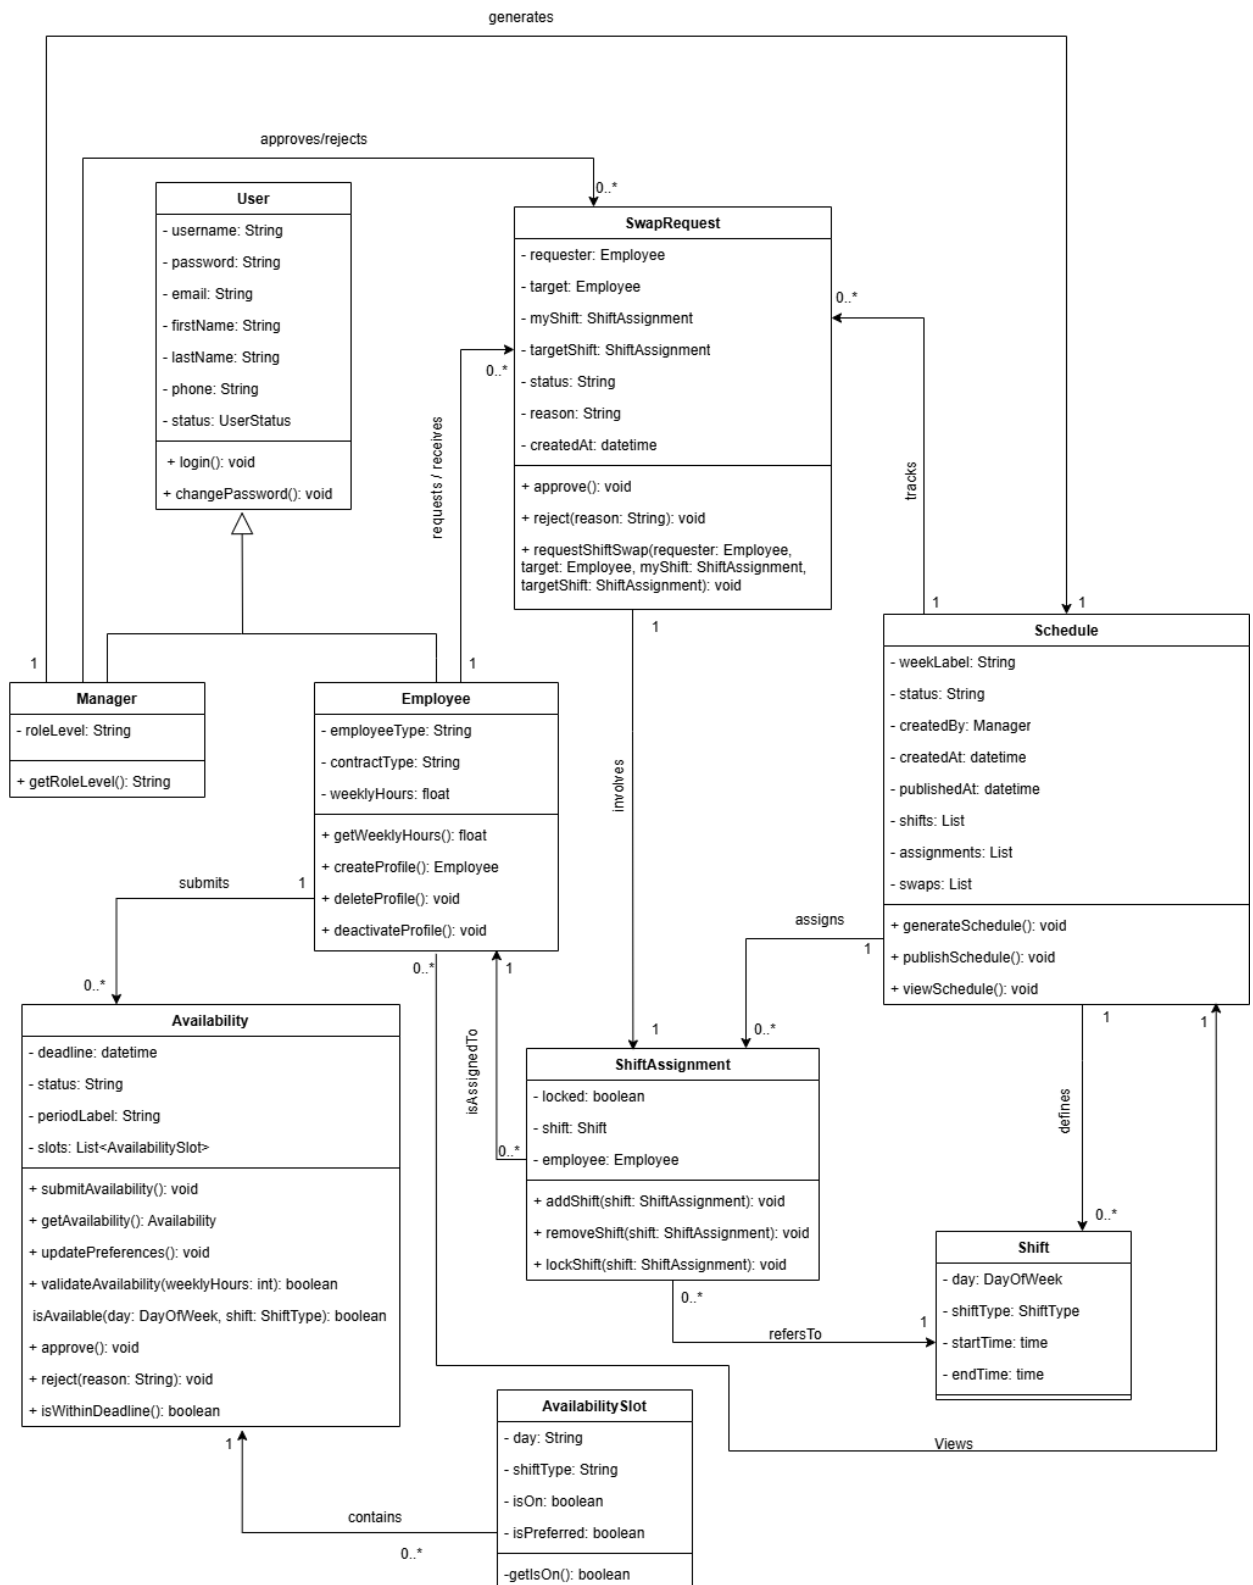 generates
approves/rejects
0..*
User
- username: String
- password: String
- email: String
- firstName: String
- lastName: String
- phone: String
- status: UserStatus
+ login(): void
+ changePassword(): void
SwapRequest
- requester: Employee
- target: Employee
- myShift: ShiftAssignment
- targetShift: ShiftAssignment
- status: String
- reason: String
- createdAt: datetime
+ approve(): void
+ reject(reason: String): void
+ requestShiftSwap(requester: Employee,
target: Employee, myShift: ShiftAssignment,
targetShift: ShiftAssignment): void
0..*
0..*
requests / receives
tracks
1
1
1
1
1
Manager
- roleLevel: String
+ getRoleLevel(): String
Employee
- employeeType: String
- contractType: String
- weeklyHours: float
+ getWeeklyHours(): float
+ createProfile(): Employee
+ deleteProfile(): void
+ deactivateProfile(): void
involves
Schedule
- weekLabel: String
- status: String
- createdBy: Manager
- createdAt: datetime
- publishedAt: datetime
- shifts: List
- assignments: List
- swaps: List
+ generateSchedule(): void
+ publishSchedule(): void
+ viewSchedule(): void
submits
1
0..*
assigns
1
0..*
0..*
1
isAssignedTo
0..*
1
1
1
defines
0..*
Availability
- deadline: datetime
- status: String
- periodLabel: String
- slots: List<AvailabilitySlot>
+ submitAvailability(): void
+ getAvailability(): Availability
+ updatePreferences(): void
+ validateAvailability(weeklyHours: int): boolean
isAvailable(day: DayOfWeek, shift: ShiftType): boolean
+ approve(): void
+ reject(reason: String): void
+ isWithinDeadline(): boolean
ShiftAssignment
- locked: boolean
- shift: Shift
- employee: Employee
+ addShift(shift: ShiftAssignment): void
+ removeShift(shift: ShiftAssignment): void
+ lockShift(shift: ShiftAssignment): void
0..*
refersTo
1
Shift
- day: DayOfWeek
- shiftType: ShiftType
- startTime: time
- endTime: time
Views
1
contains
0..*
AvailabilitySlot
- day: String
- shiftType: String
- isOn: boolean
- isPreferred: boolean
-getIsOn(): boolean